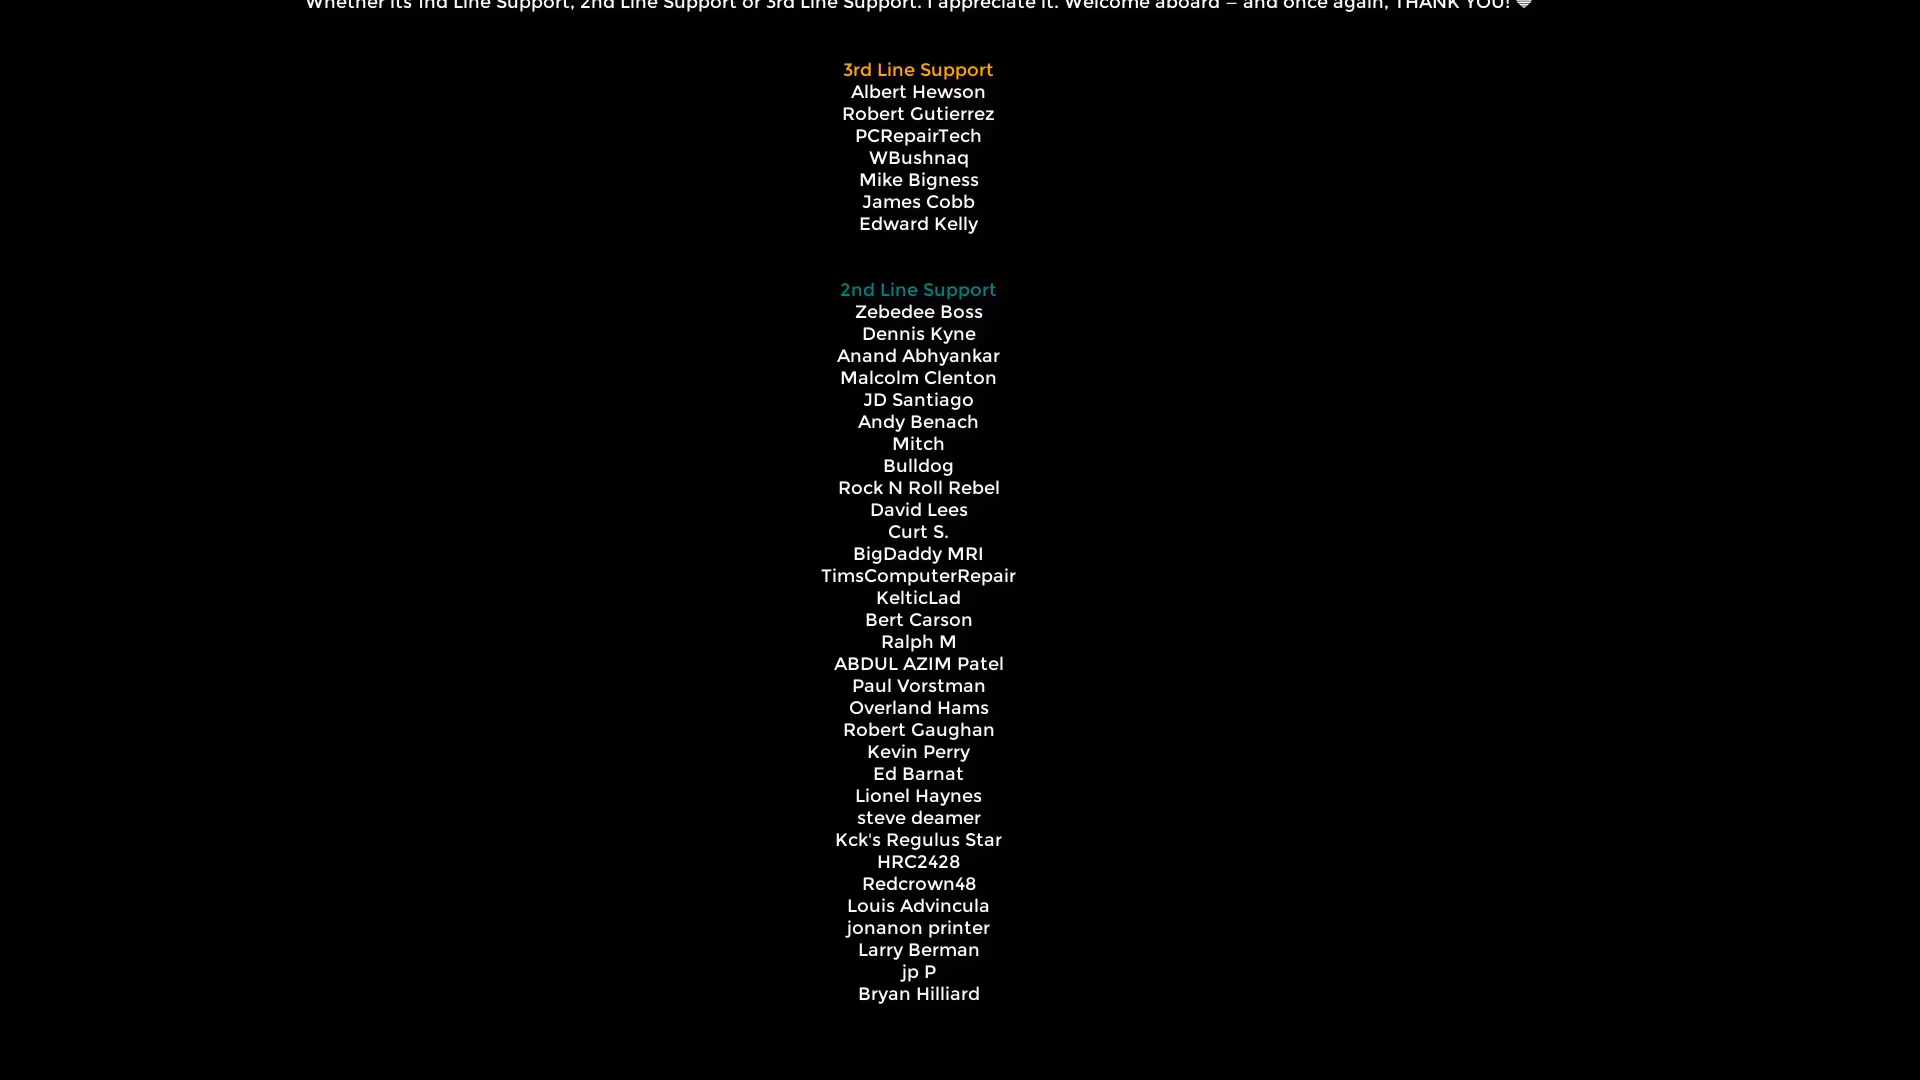 Whether its 1nd Line Support, 2nd Line Support or 3rd Line Support. I appreciate it. Welcome aboard – and once again, THANK YOU! 🤍
3rd Line Support
Albert Hewson
Robert Gutierrez
PCRepairTech
WBushnaq
Mike Bigness
James Cobb
Edward Kelly
2nd Line Support
Zebedee Boss
Dennis Kyne
Anand Abhyankar
Malcolm Clenton
JD Santiago
Andy Benach
Mitch
Bulldog
Rock N Roll Rebel
David Lees
Curt S.
BigDaddy MRI
TimsComputerRepair
KelticLad
Bert Carson
Ralph M
ABDUL AZIM Patel
Paul Vorstman
Overland Hams
Robert Gaughan
Kevin Perry
Ed Barnat
Lionel Haynes
steve deamer
Kck's Regulus Star
HRC2428
Redcrown48
Louis Advincula
jonanon printer
Larry Berman
jp P
Bryan Hilliard